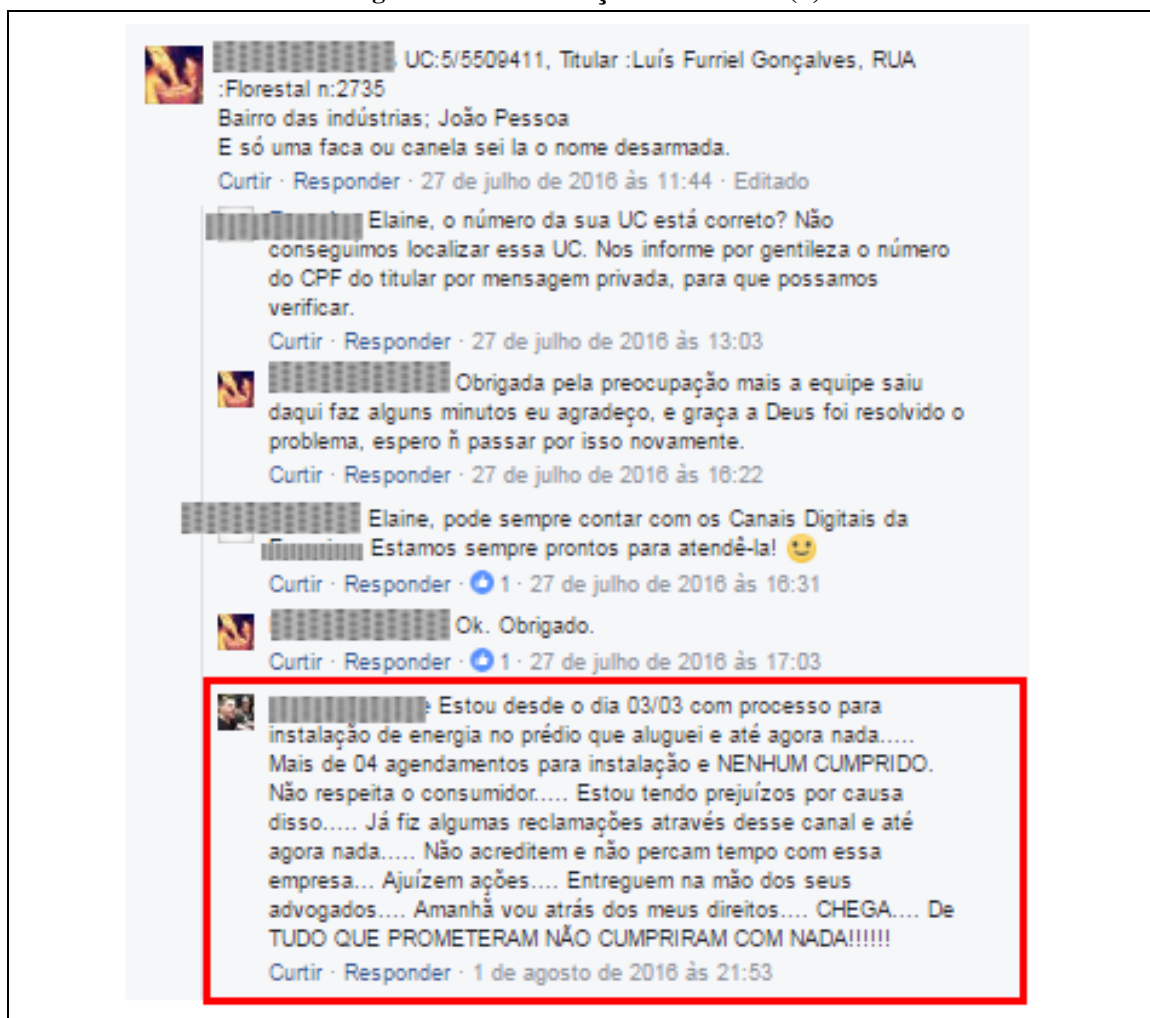 UC:5/5509411, Titular :Luís Furriel Gonçalves, RUA
:Florestal n:2735
Bairro das indústrias; João Pessoa
E só uma faca ou canela sei la o nome desarmada.
Curtir · Responder · 27 de julho de 2016 às 11:44 · Editado
Elaine, o número da sua UC está correto? Não
conseguimos localizar essa UC. Nos informe por gentileza o número
do CPF do titular por mensagem privada, para que possamos
verificar.
Curtir · Responder · 27 de julho de 2016 às 13:03
Obrigada pela preocupação mais a equipe saiu
daqui faz alguns minutos eu agradeço, e graça a Deus foi resolvido o
problema, espero ñ passar por isso novamente.
Curtir · Responder · 27 de julho de 2016 às 16:22
Elaine, pode sempre contar com os Canais Digitais da
Estamos sempre prontos para atendê-la!
Curtir · Responder · 1 · 27 de julho de 2016 às 16:31
Ok. Obrigado.
Curtir · Responder · 1 · 27 de julho de 2016 às 17:03
Estou desde o dia 03/03 com processo para
instalação de energia no prédio que aluguei e até agora nada.....
Mais de 04 agendamentos para instalação e NENHUM CUMPRIDO.
Não respeita o consumidor..... Estou tendo prejuízos por causa
disso..... Já fiz algumas reclamações através desse canal e até
agora nada..... Não acreditem e não percam tempo com essa
empresa... Ajuízem ações.... Entreguem na mão dos seus
advogados.... Amanhã vou atrás dos meus direitos.... CHEGA.... De
TUDO QUE PROMETERAM NÃO CUMPRIRAM COM NADA!!!!!!
Curtir · Responder · 1 de agosto de 2016 às 21:53